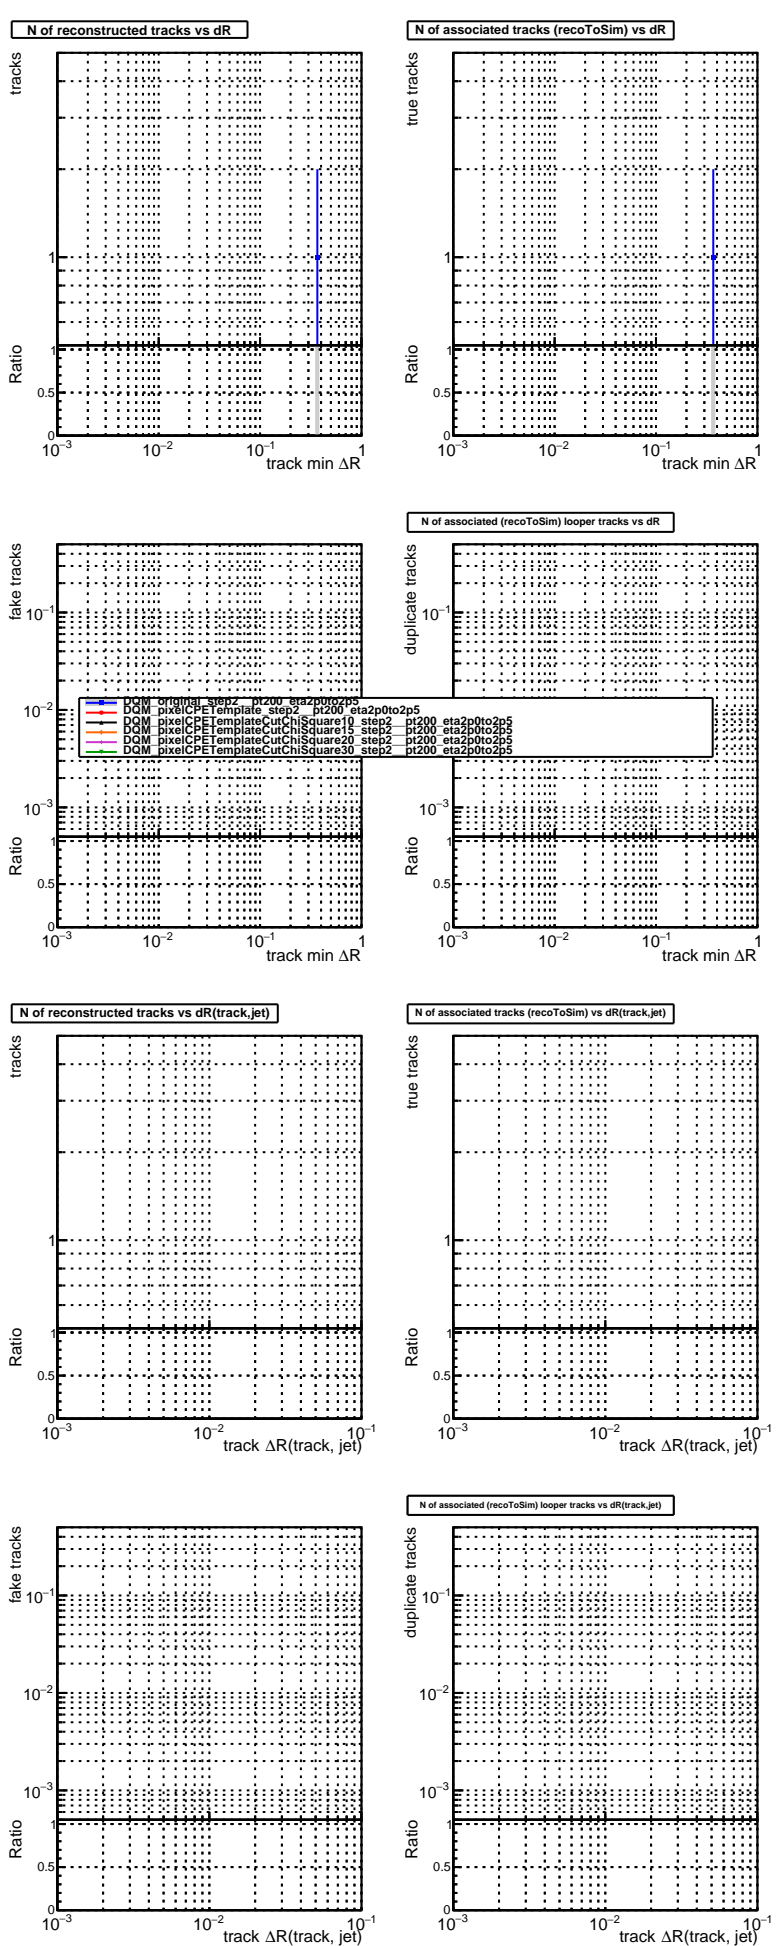 N of reconstructed tracks vs dR
N of associated tracks (recoToSim) vs dR
tracks
1
Ratio
1
0.5
0
10−3
10−2
10−1
1
track min ΔR
true tracks
1
Ratio
1
0.5
0
10−3
10−2
10−1
1
track min ΔR
N of associated (recoToSim) looper tracks vs dR
fake tracks
10−1
10−2
10−3
Ratio
1
0.5
0
10−3
10−2
10−1
1
track min ΔR
duplicate tracks
10−1
10−3
Ratio
1
0.5
0
10−3
10−2
10−1
1
track min ΔR
DQM_original_step2__pt200_eta2p0to2p5
DQM_pixelCPETemplate_step2__pt200_eta2p0to2p5
DQM_pixelCPETemplateCutChiSquare10_step2__pt200_eta2p0to2p5
DQM_pixelCPETemplateCutChiSquare15_step2__pt200_eta2p0to2p5
DQM_pixelCPETemplateCutChiSquare20_step2__pt200_eta2p0to2p5
DQM_pixelCPETemplateCutChiSquare30_step2__pt200_eta2p0to2p5
N of reconstructed tracks vs dR(track,jet)
N of associated tracks (recoToSim) vs dR(track,jet)
tracks
1
Ratio
1
0.5
0
10−3
10−2
10−1
track ΔR(track, jet)
true tracks
1
Ratio
1
0.5
0
10−3
10−2
10−1
track ΔR(track, jet)
N of associated (recoToSim) looper tracks vs dR(track,jet)
fake tracks
10−1
10−2
10−3
Ratio
1
0.5
0
10−3
10−2
10−1
track ΔR(track, jet)
duplicate tracks
10−1
10−2
10−3
Ratio
1
0.5
0
10−3
10−2
10−1
track ΔR(track, jet)